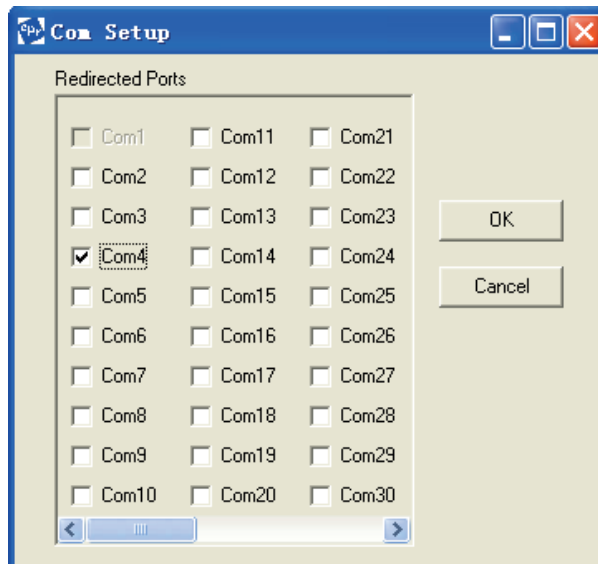 CPr Com Setup
Redirected Ports
Com1 Com11 Com21
Com2 Com12 Com22
Com3 Com13 Com23
Com4 Com14 Com24
Com5 Com15 Com25
Com6 Com16 Com26
Com7 Com17 Com27
Com8 Com18 Com28
Com9 Com19 Com29
Com10 Com20 Com30
OK
Cancel